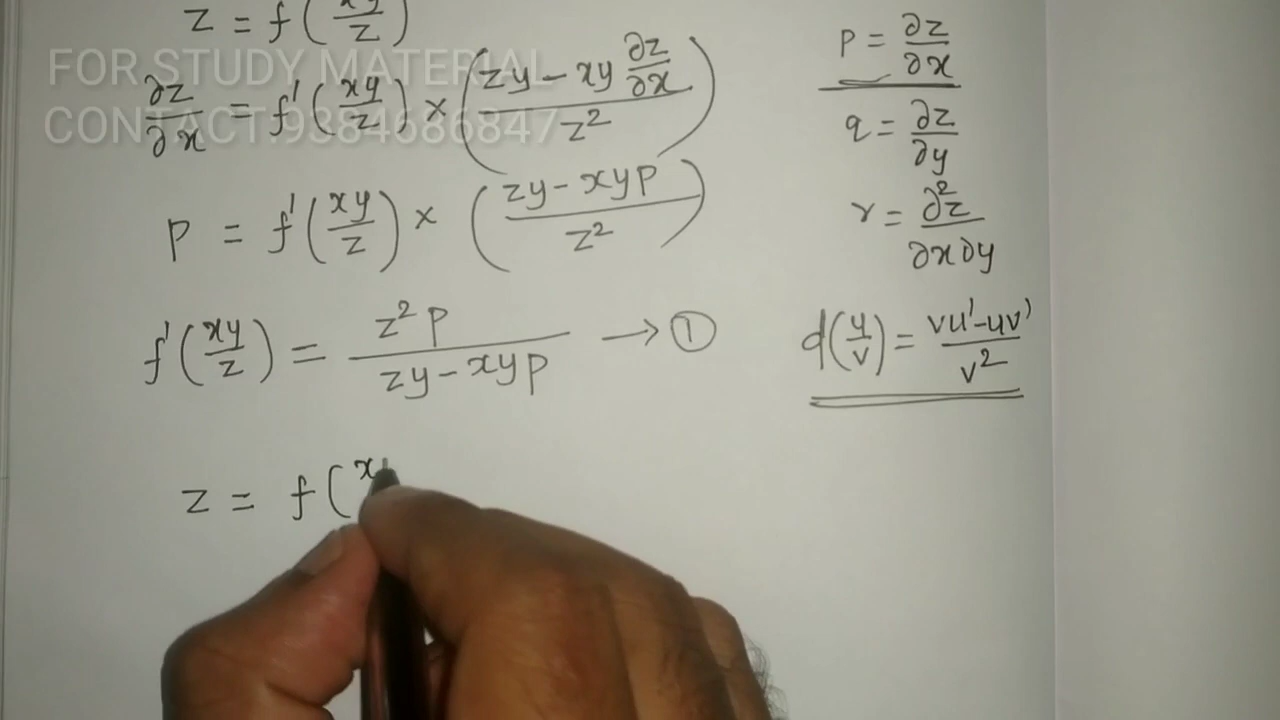 z = f(xy/z)
FOR STUDY MATERIAL
CONTACT:9384686847
∂z/∂x = f'(xy/z) × (zy - xy ∂z/∂x / z²)
p = f'(xy/z) × (zy - xyp / z²)
f'(xy/z) = z²p / zy - xyp → ①
z = f(x
p = ∂z/∂x
q = ∂z/∂y
r = ∂²z/∂x∂y
d(u/v) = vu' - uv' / v²